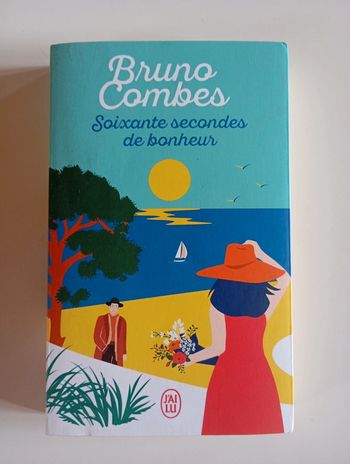 Bruno
Combes
Soixante secondes
de bonheur
J'AI
LU